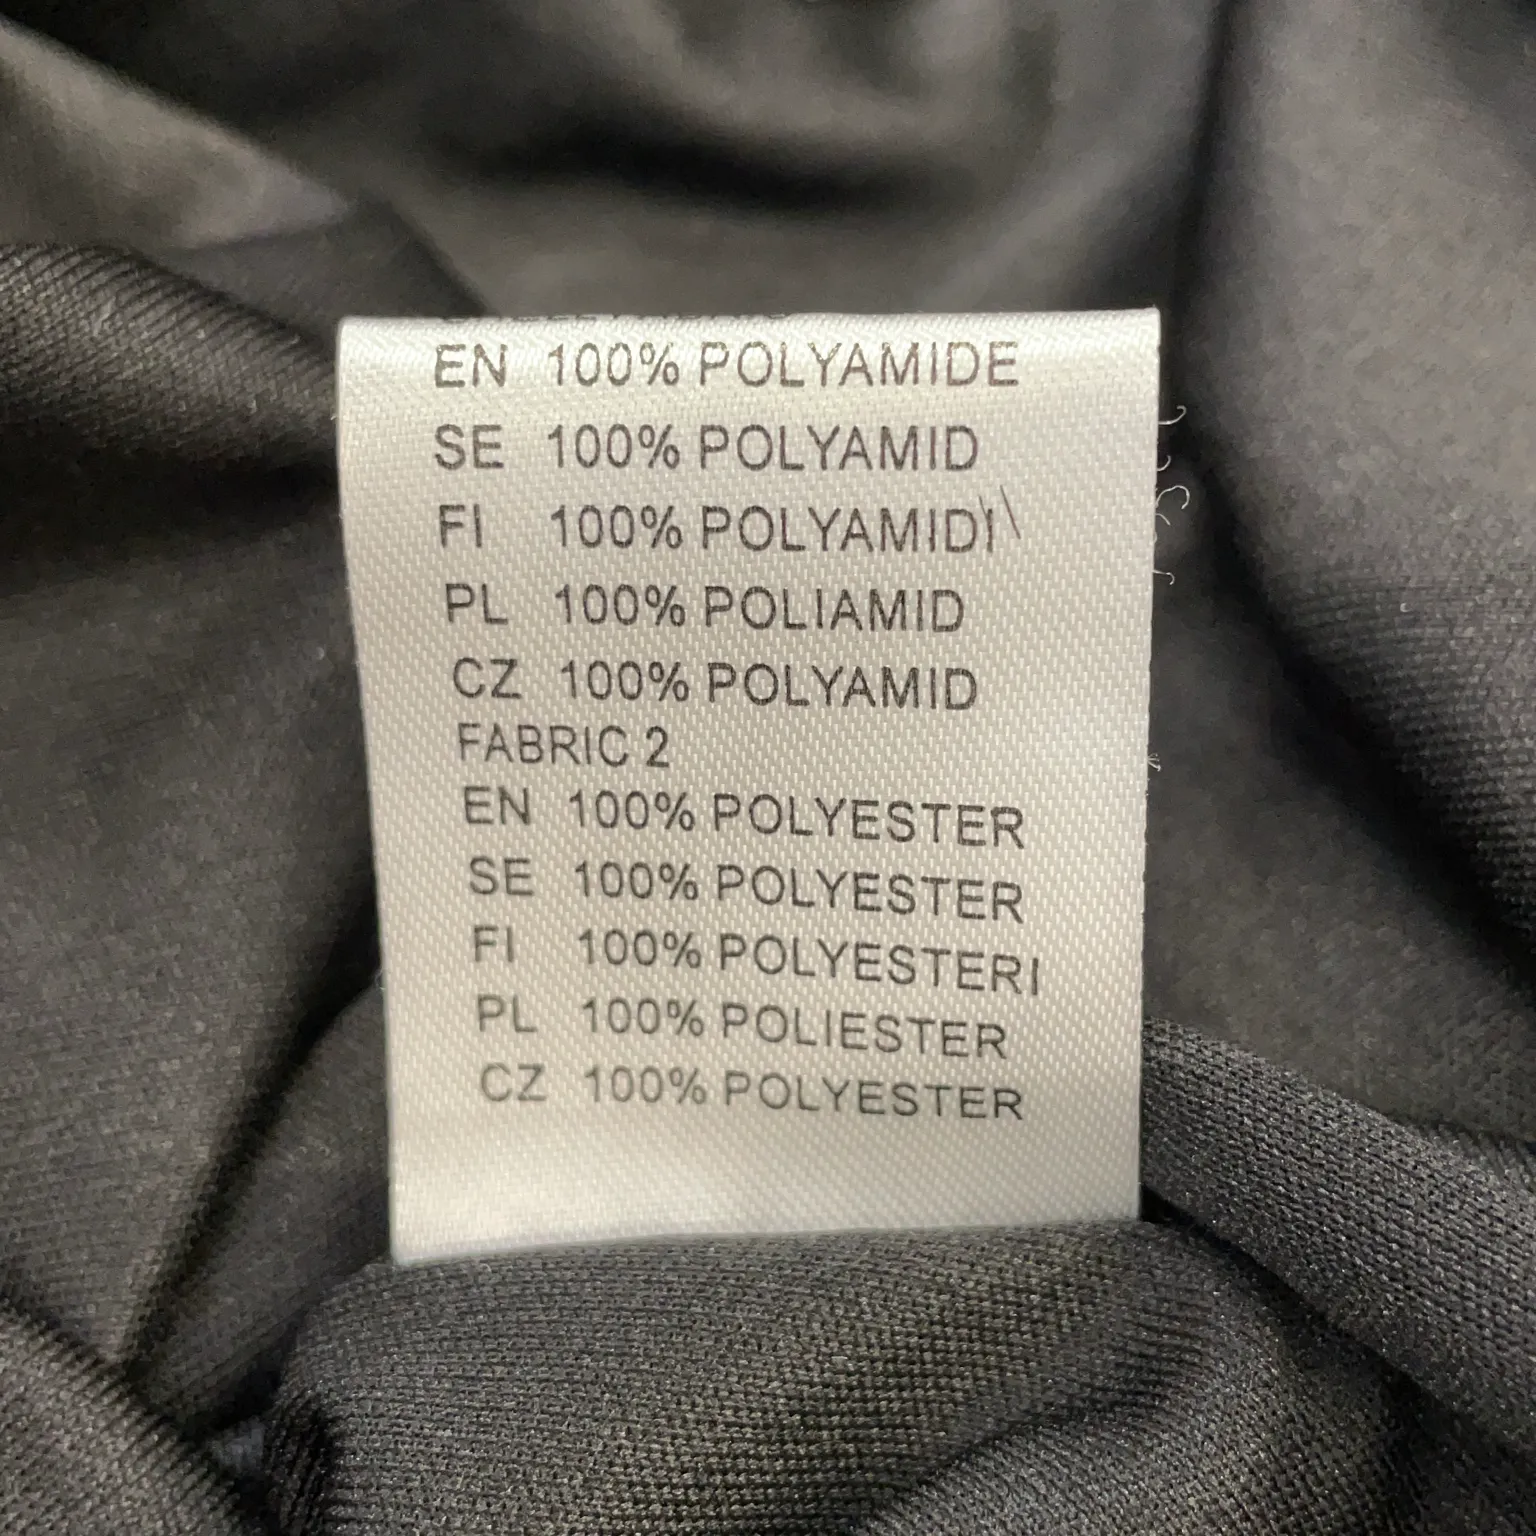 EN 100% POLYAMIDE
SE 100% POLYAMID
FI 100% POLYAMIDI
PL 100% POLIAMID
CZ 100% POLYAMID
FABRIC 2
EN 100% POLYESTER
SE 100% POLYESTER
FI 100% POLYESTERI
PL 100% POLIESTER
CZ 100% POLYESTER